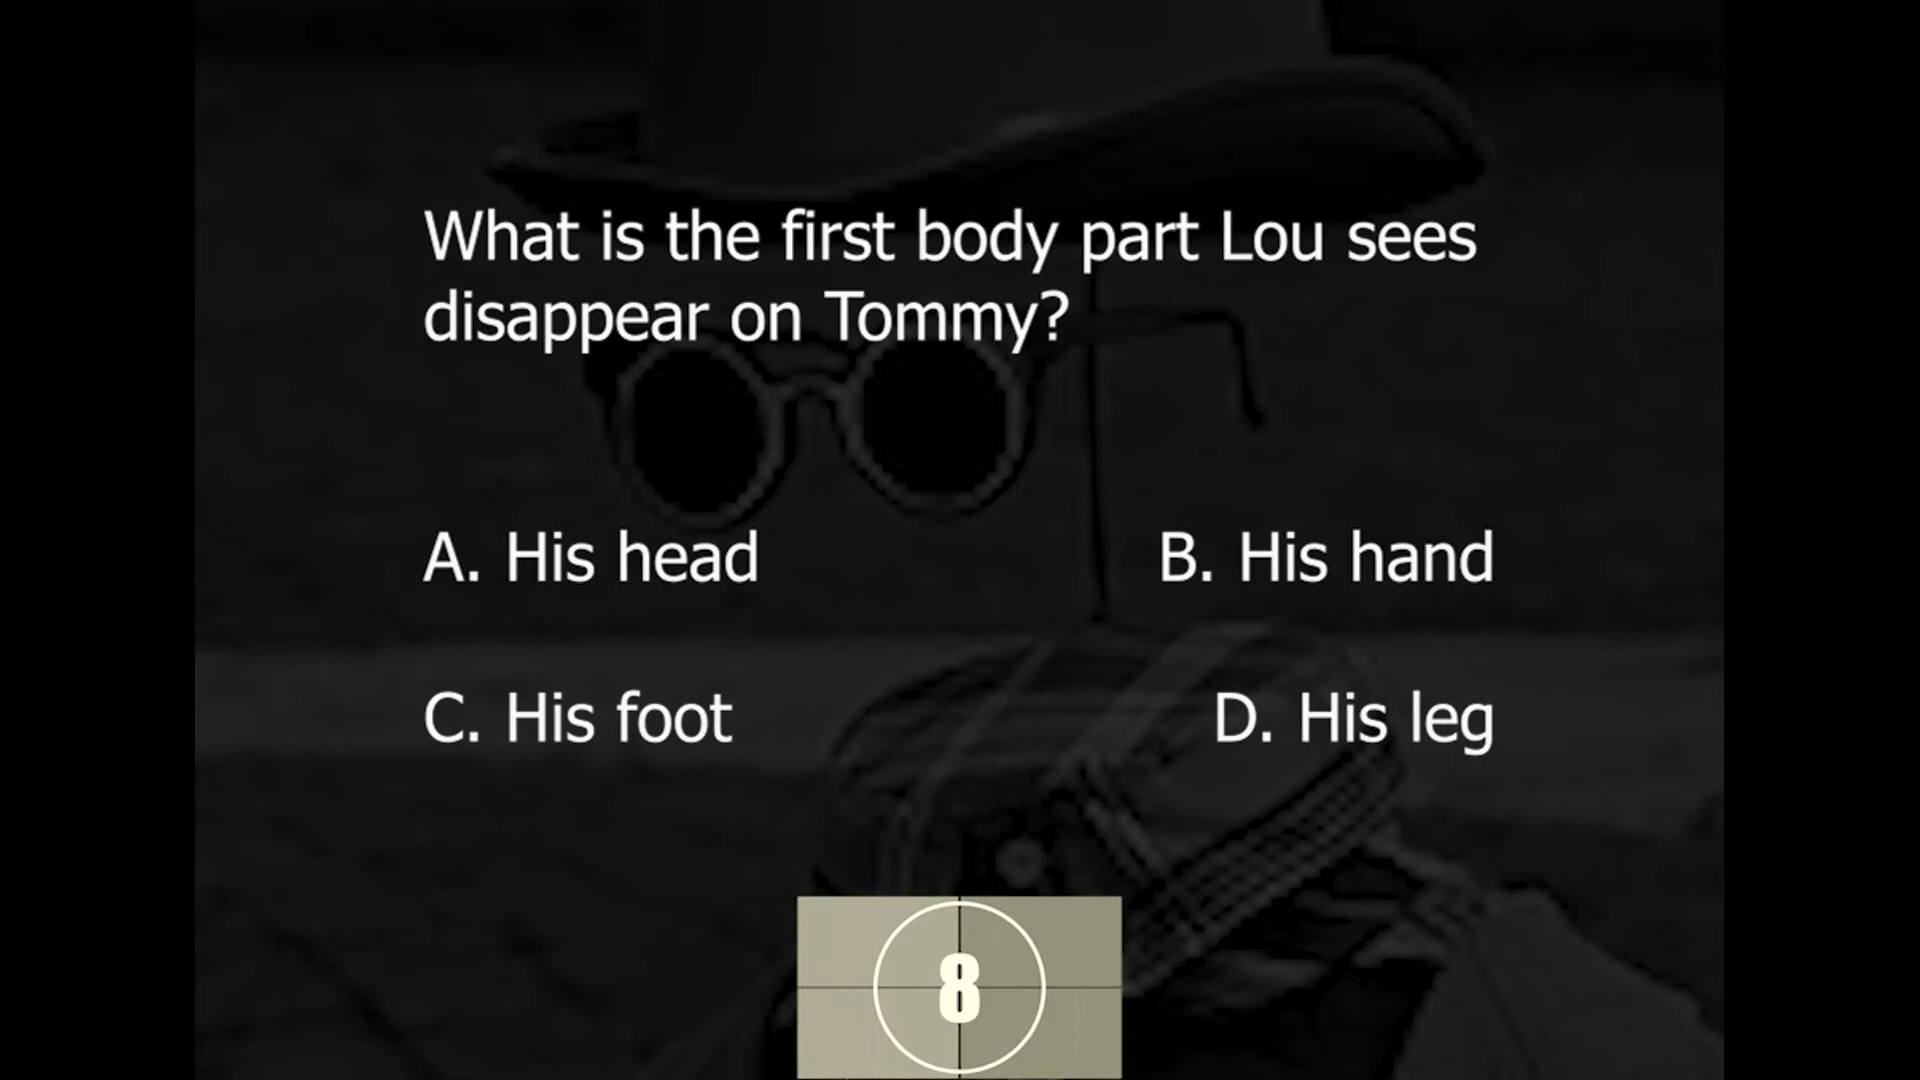 What is the first body part Lou sees
disappear on Tommy?
A. His head
B. His hand
C. His foot
D. His leg
8